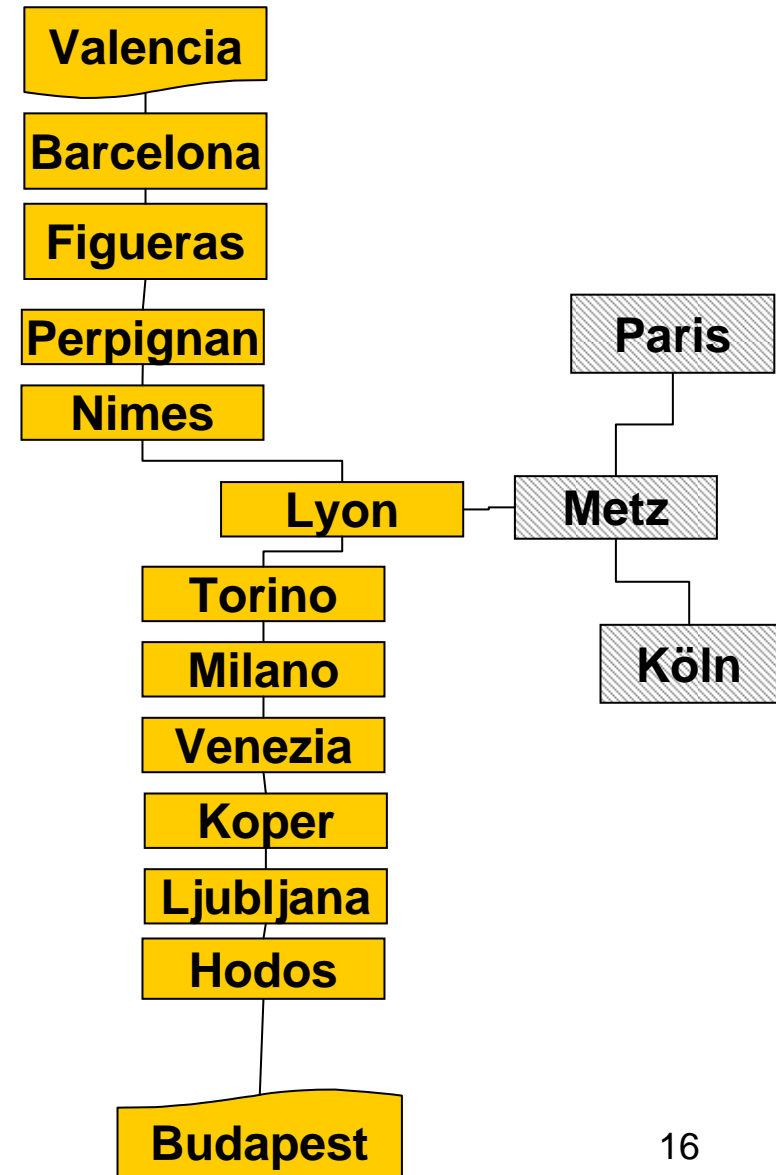 Valencia
Barcelona
Figueras
Perpignan
Paris
Nimes
Lyon
Metz
Torino
Köln
Milano
Venezia
Koper
Ljubljana
Hodos
Budapest
16